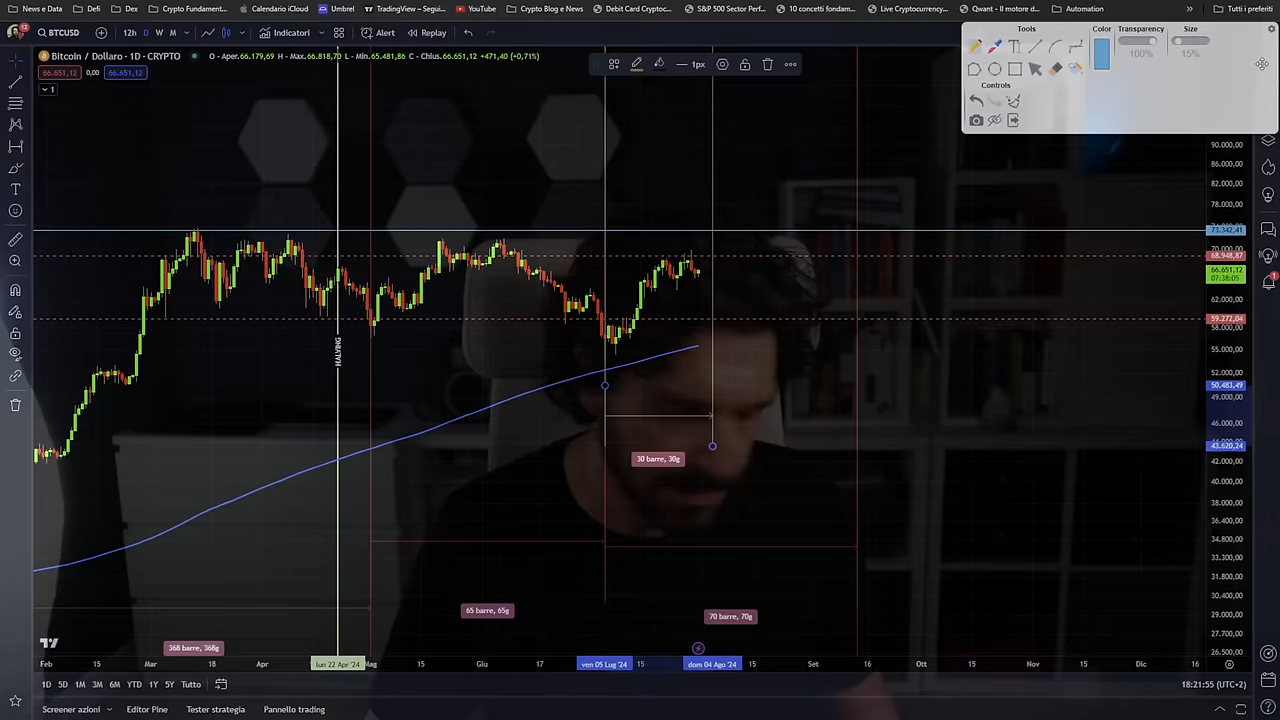 News e Data
Defi
Dex
Crypto Fundament...
Calendario iCloud
Umbrel
TradingView – Segui...
YouTube
Crypto Blog e News
Debit Card Cryptoc...
S&P 500 Sector Perf...
10 concetti fondam...
Live Cryptocurrency...
Qwant - Il motore d...
Automation
»
Tutti i preferiti
12
BTCUSD
12h
D
W
M
Indicatori
Alert
Replay
Tools
Color
Transparency
Size
100%
15%
Controls
Bitcoin / Dollaro · 1D · CRYPTO
O - Aper.66.179,69 H - Max.66.818,70 L - Min.65.481,86 C - Chius.66.651,12 +471,40 (+0,71%)
66.651,12
0,00
66.651,12
1
1px
90.000,00
86.000,00
82.000,00
78.000,00
73.342,41
70.000,00
68.948,87
66.651,12
07:38:05
62.000,00
59.272,04
58.000,00
55.000,00
52.000,00
50.483,49
49.000,00
46.000,00
43.620,24
42.000,00
40.000,00
38.200,00
36.400,00
34.800,00
33.300,00
31.800,00
30.400,00
29.000,00
27.700,00
26.500,00
1
HALVING
30 barre, 30g
65 barre, 65g
70 barre, 70g
368 barre, 368g
Feb
15
Mar
18
Apr
lun 22 Apr '24
Mag
15
Giu
17
ven 05 Lug '24
15
dom 04 Ago '24
15
Set
16
Ott
15
Nov
15
Dic
16
1D
5D
1M
3M
6M
YTD
1Y
5Y
Tutto
18:21:55 (UTC+2)
Screener azioni
Editor Pine
Tester strategia
Pannello trading